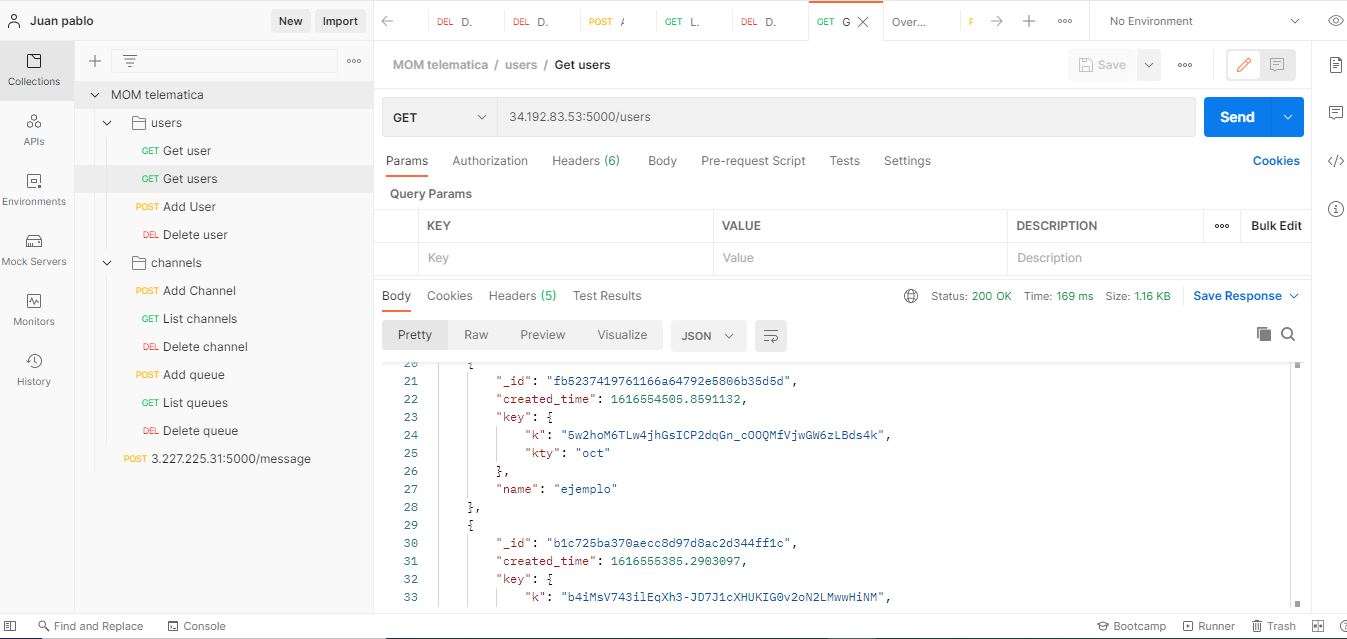 Juan pablo
New
Import
DEL D.
DEL D.
POST
GET L.
DEL D.
GET G
Over...
No Environment
Collections
APIs
Environments
Mock Servers
Monitors
History
MOM telematica
users
GET Get user
GET Get users
POST Add User
DEL Delete user
channels
POST Add Channel
GET List channels
DEL Delete channel
POST Add queue
GET List queues
DEL Delete queue
POST 3.227.225.31:5000/message
MOM telematica / users / Get users
Save
GET
34.192.83.53:5000/users
Send
Params Authorization Headers (6) Body Pre-request Script Tests Settings Cookies
Query Params
KEY VALUE DESCRIPTION Bulk Edit
Key Value Description
Body Cookies Headers (5) Test Results Status: 200 OK Time: 169 ms Size: 1.16 KB Save Response
Pretty Raw Preview Visualize JSON
20 {
21 "_id": "fb5237419761166a64792e5806b35d5d",
22 "created_time": 1616554505.8591132,
23 "key": {
24 "k": "5w2hoM6TLw4jhGsICP2dqGn_cOOQMfVjwGW6zLBds4k",
25 "kty": "oct"
26 },
27 "name": "ejemplo"
28 },
29 {
30 "_id": "b1c725ba370aecc8d97d8ac2d344ff1c",
31 "created_time": 1616555385.2903097,
32 "key": {
33 "k": "b4iMsV743ilEqXh3-JD7J1cXHUKIG0v2oN2LMwwHiNM",
Find and Replace Console Bootcamp Runner Trash